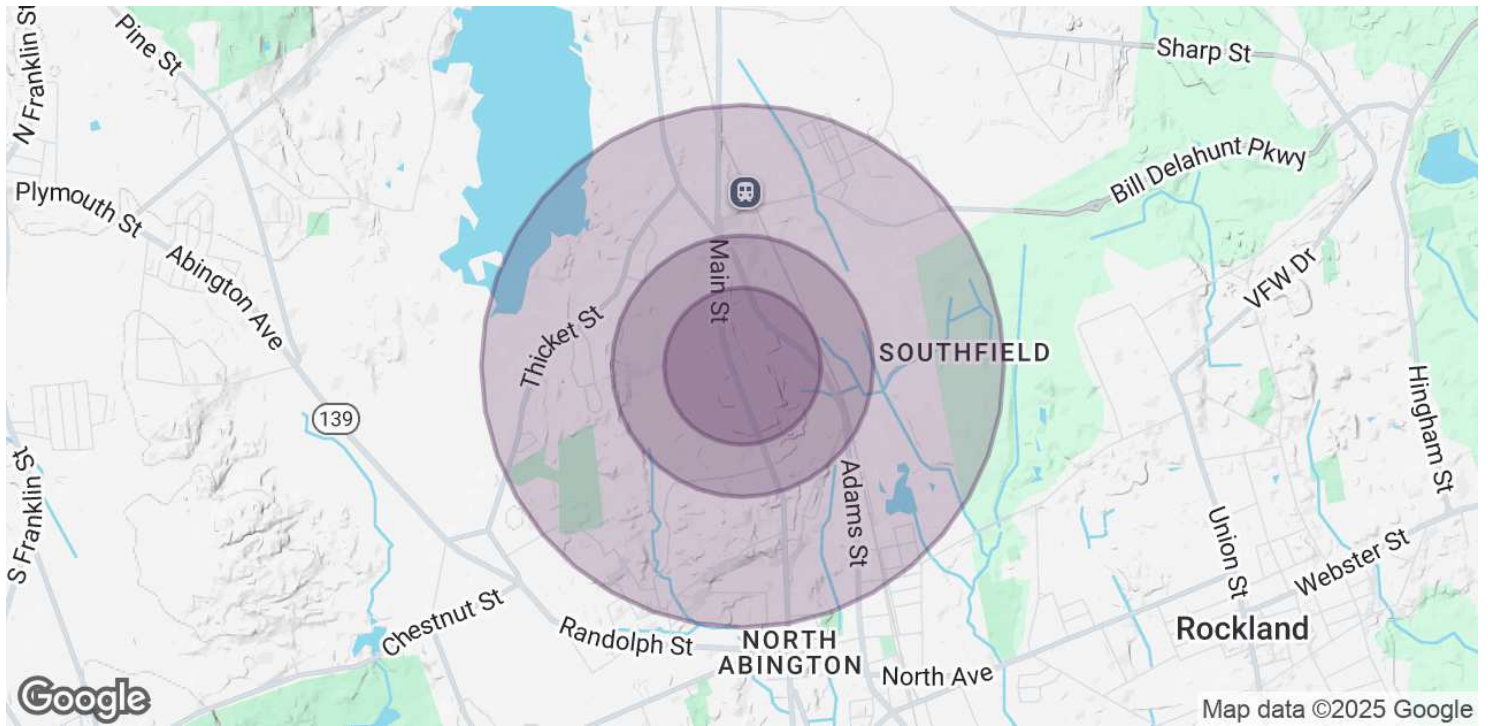 N Franklin St
Pine St
Sharp St
Plymouth St
Abington Ave
Bill Delahunt Pkwy
Main St
VFW Dr
Thicket St
SOUTHFIELD
139
Hingham St
S Franklin St
Adams St
Union St
Webster St
Chestnut St
Randolph St
NORTH
ABINGTON
Rockland
North Ave
Google
Map data ©2025 Google